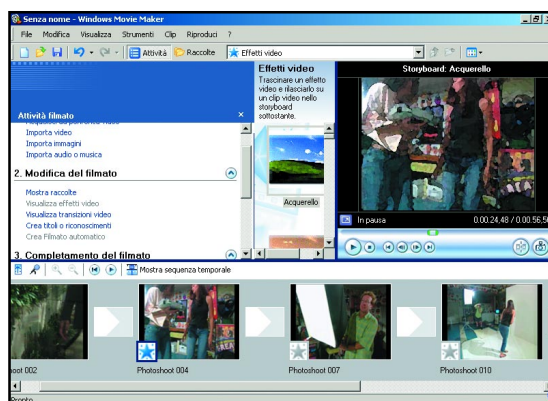 Senza nome - Windows Movie Maker
File Modifica Visualizza Strumenti Clip Riproduci ?
Attività Raccolte Effetti video
Attività filmato
Importa video
Importa immagini
Importa audio o musica
2. Modifica del filmato
Mostra raccolte
Visualizza effetti video
Visualizza transizioni video
Crea titoli o riconoscimenti
Crea Filmato automatico
3. Completamento del filmato
Effetti video
Trascinare un effetto
video e rilasciarlo su
un clip video nello
storyboard
sottostante.
Acquerello
Storyboard: Acquerello
In pausa 0.00.24,48 / 0.00.56,5
Mostra sequenza temporale
oot 002 Photoshoot 004 Photoshoot 007 Photoshoot 010
Pronto